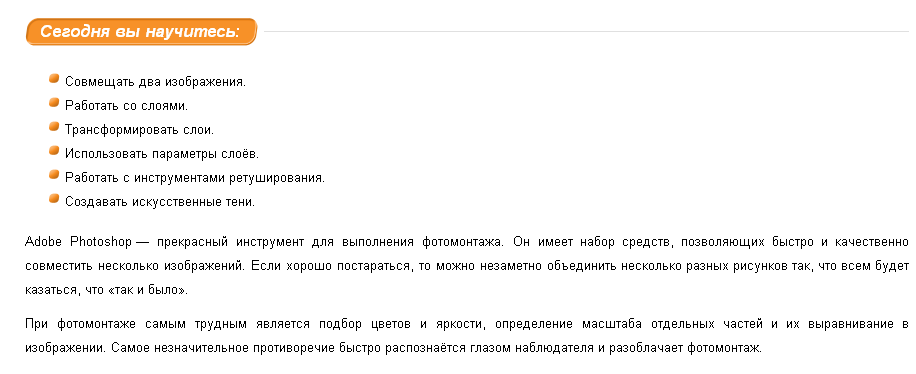 Сегодня вы научитесь:
Совмещать два изображения.
Работать со слоями.
Трансформировать слои.
Использовать параметры слоёв.
Работать с инструментами ретуширования.
Создавать искусственные тени.
Adobe Photoshop — прекрасный инструмент для выполнения фотомонтажа. Он имеет набор средств, позволяющих быстро и качественно
совместить несколько изображений. Если хорошо постараться, то можно незаметно объединить несколько разных рисунков так, что всем будет
казаться, что «так и было».
При фотомонтаже самым трудным является подбор цветов и яркости, определение масштаба отдельных частей и их выравнивание в
изображении. Самое незначительное противоречие быстро распознаётся глазом наблюдателя и разоблачает фотомонтаж.